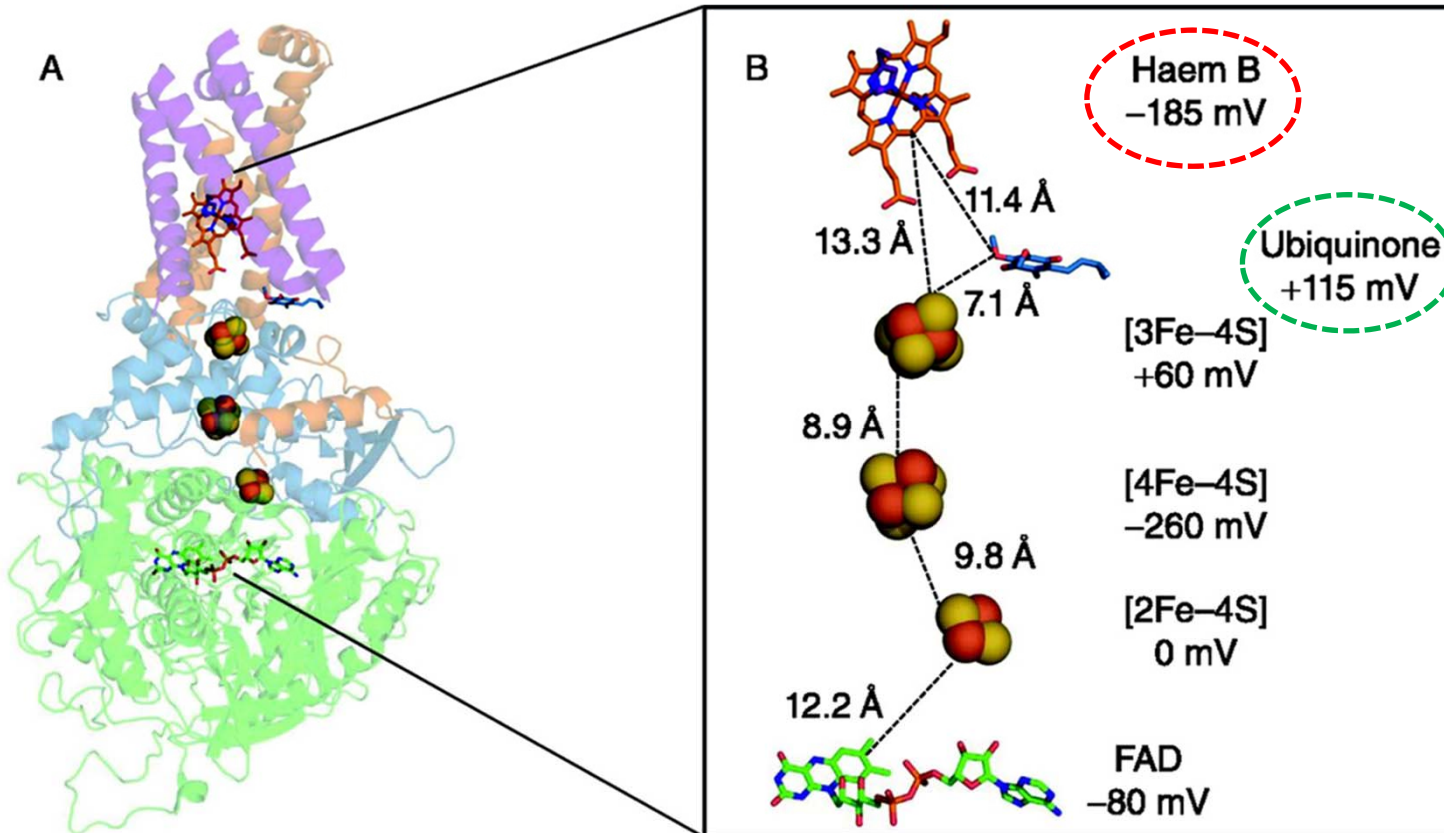 A
B
Haem B
−185 mV
11.4 Å
13.3 Å
Ubiquinone
+115 mV
7.1 Å
[3Fe–4S]
+60 mV
8.9 Å
[4Fe–4S]
−260 mV
9.8 Å
[2Fe–4S]
0 mV
12.2 Å
FAD
−80 mV